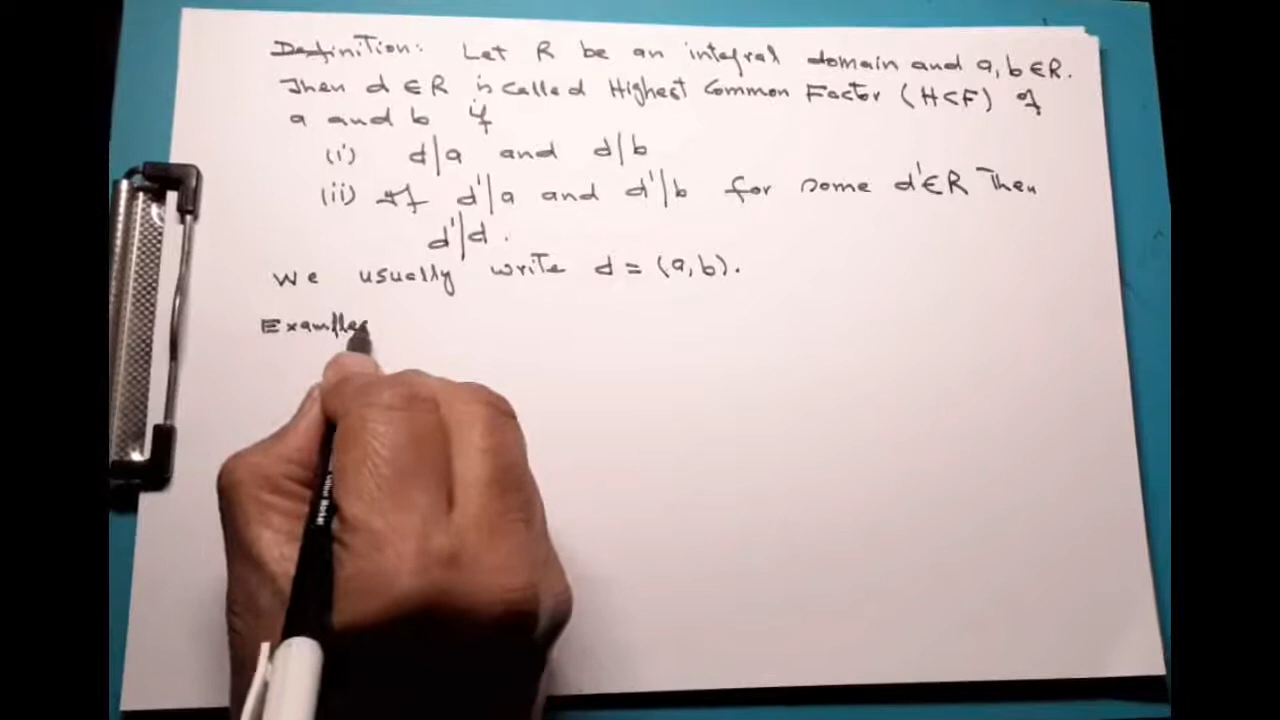 Definition: Let R be an integral domain and a, b ∈ R.
Then d ∈ R is called Highest Common Factor (HCF) of
a and b if
(i) d|a and d|b
(ii) If d'|a and d'|b for some d' ∈ R Then
d'|d.
We usually write d = (a, b).
Examples